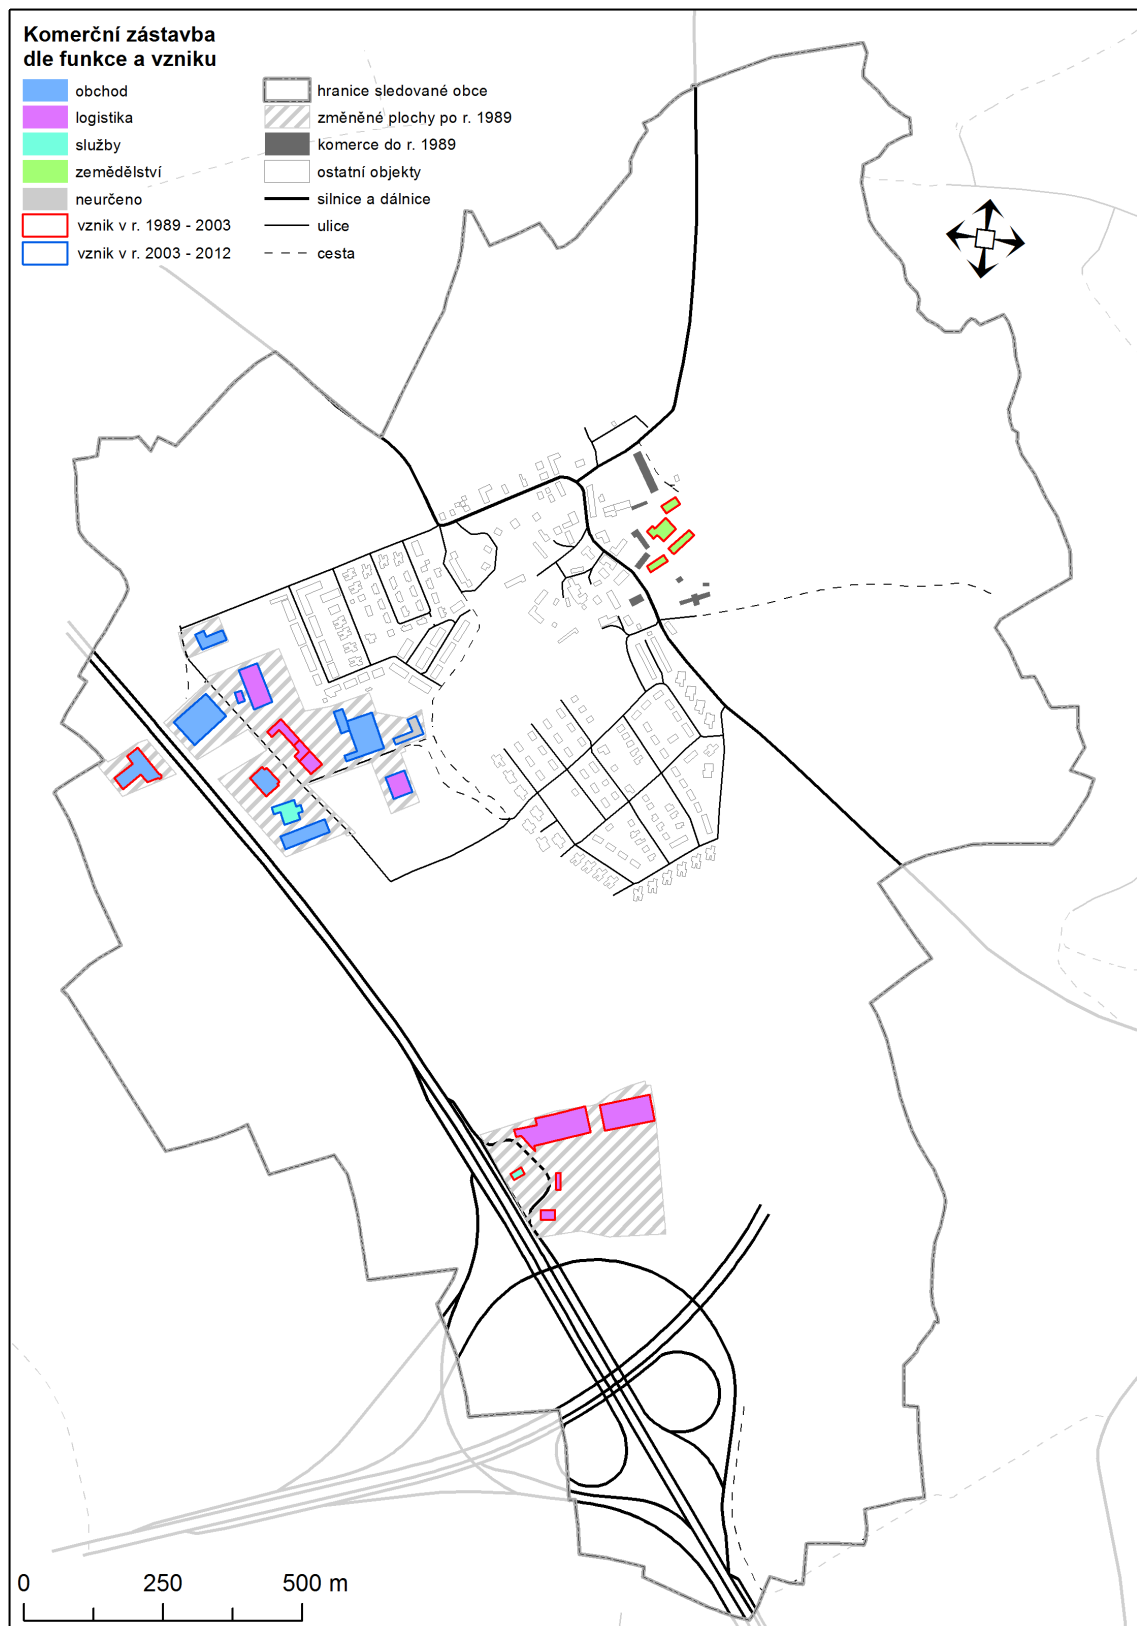 Komerční zástavba
dle funkce a vzniku
obchod
logistika
služby
zemědělství
neurčeno
vznik v r. 1989 - 2003
vznik v r. 2003 - 2012
hranice sledované obce
změněné plochy po r. 1989
komerce do r. 1989
ostatní objekty
silnice a dálnice
ulice
cesta
0 250 500 m